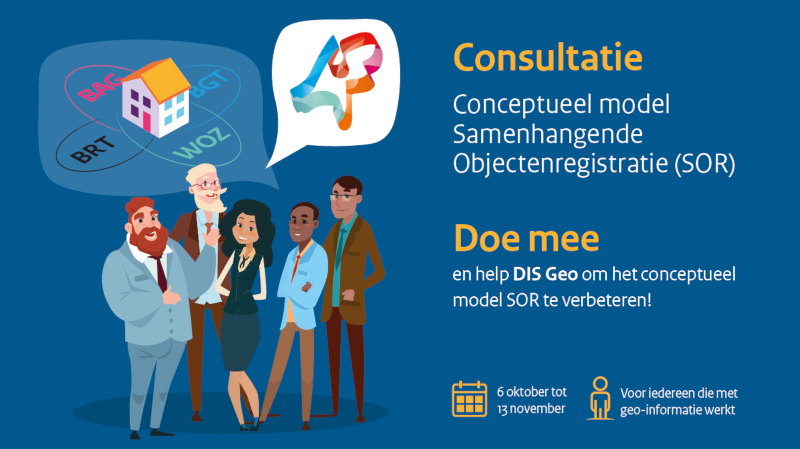 BAG
BGT
BRT
WOZ
Consultatie
Conceptueel model
Samenhangende
Objectenregistratie (SOR)
Doe mee
en help DIS Geo om het conceptueel
model SOR te verbeteren!
6 oktober tot
13 november
Voor iedereen die met
geo-informatie werkt